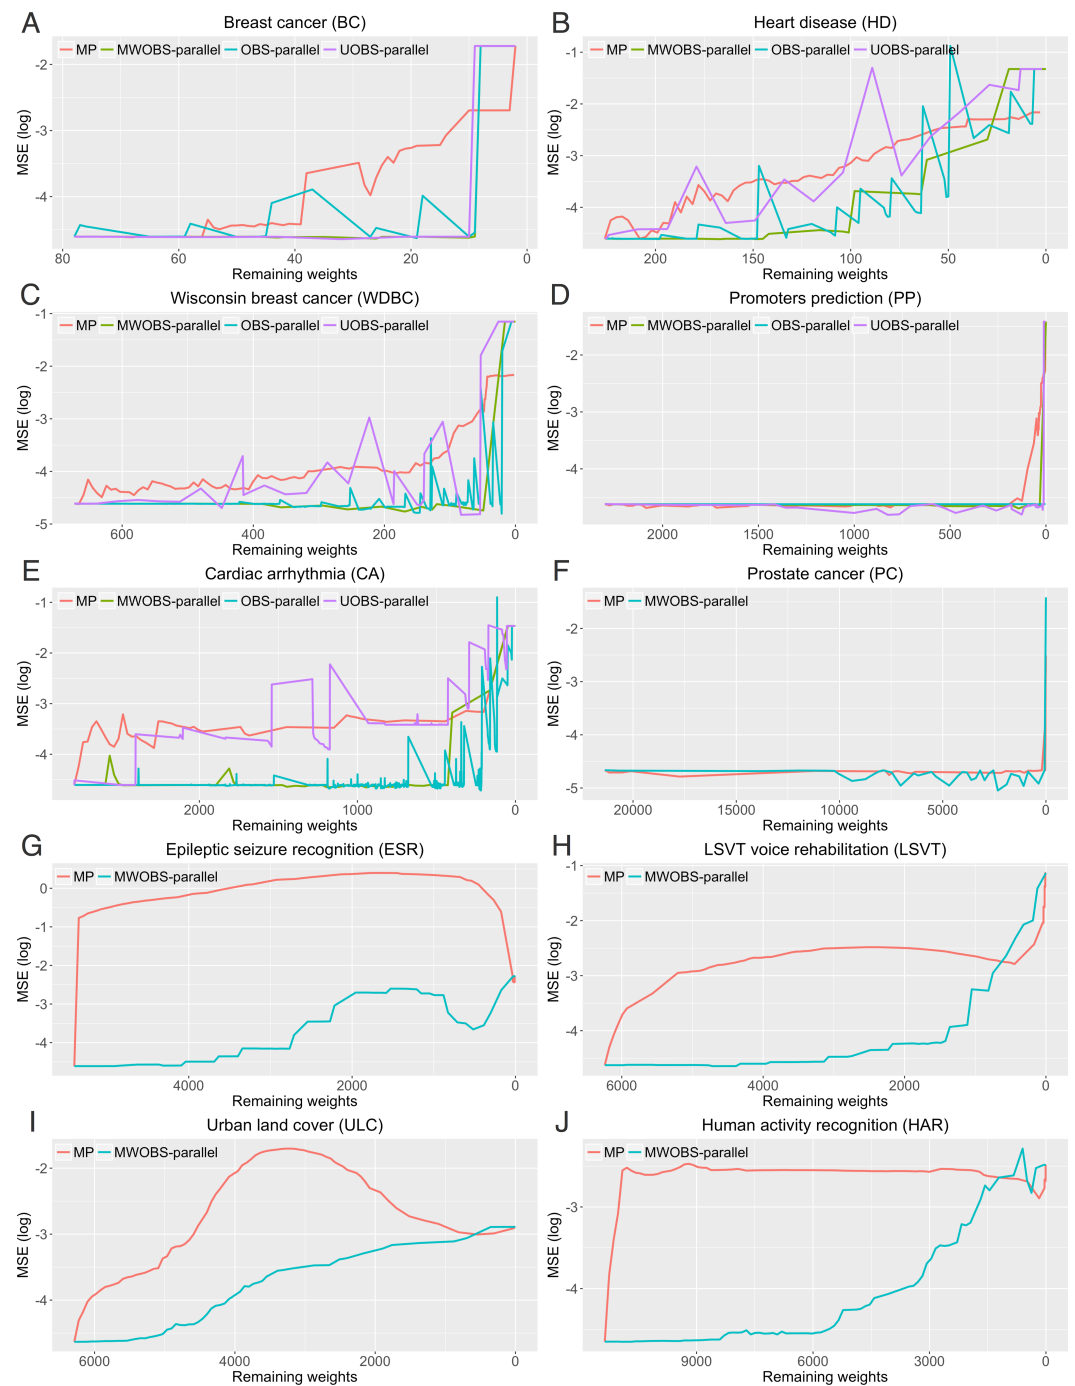 A
Breast cancer (BC)
MP MWOBS-parallel OBS-parallel UOBS-parallel
MSE (log)
-2
-3
-4
80 60 40 20 0
Remaining weights
B
Heart disease (HD)
MP MWOBS-parallel OBS-parallel UOBS-parallel
MSE (log)
-1
-2
-3
-4
200 150 100 50 0
Remaining weights
C
Wisconsin breast cancer (WDBC)
MP MWOBS-parallel OBS-parallel UOBS-parallel
MSE (log)
-1
-2
-3
-4
-5
600 400 200 0
Remaining weights
D
Promoters prediction (PP)
MP MWOBS-parallel OBS-parallel UOBS-parallel
MSE (log)
-2
-3
-4
2000 1500 1000 500 0
Remaining weights
E
Cardiac arrhythmia (CA)
MP MWOBS-parallel OBS-parallel UOBS-parallel
MSE (log)
-1
-2
-3
-4
2000 1000 0
Remaining weights
F
Prostate cancer (PC)
MP MWOBS-parallel
MSE (log)
-2
-3
-4
-5
20000 15000 10000 5000 0
Remaining weights
G
Epileptic seizure recognition (ESR)
MP MWOBS-parallel
MSE (log)
0
-1
-2
-3
-4
4000 2000 0
Remaining weights
H
LSVT voice rehabilitation (LSVT)
MP MWOBS-parallel
MSE (log)
-1
-2
-3
-4
6000 4000 2000 0
Remaining weights
I
Urban land cover (ULC)
MP MWOBS-parallel
MSE (log)
-2
-3
-4
6000 4000 2000 0
Remaining weights
J
Human activity recognition (HAR)
MP MWOBS-parallel
MSE (log)
-3
-4
9000 6000 3000 0
Remaining weights